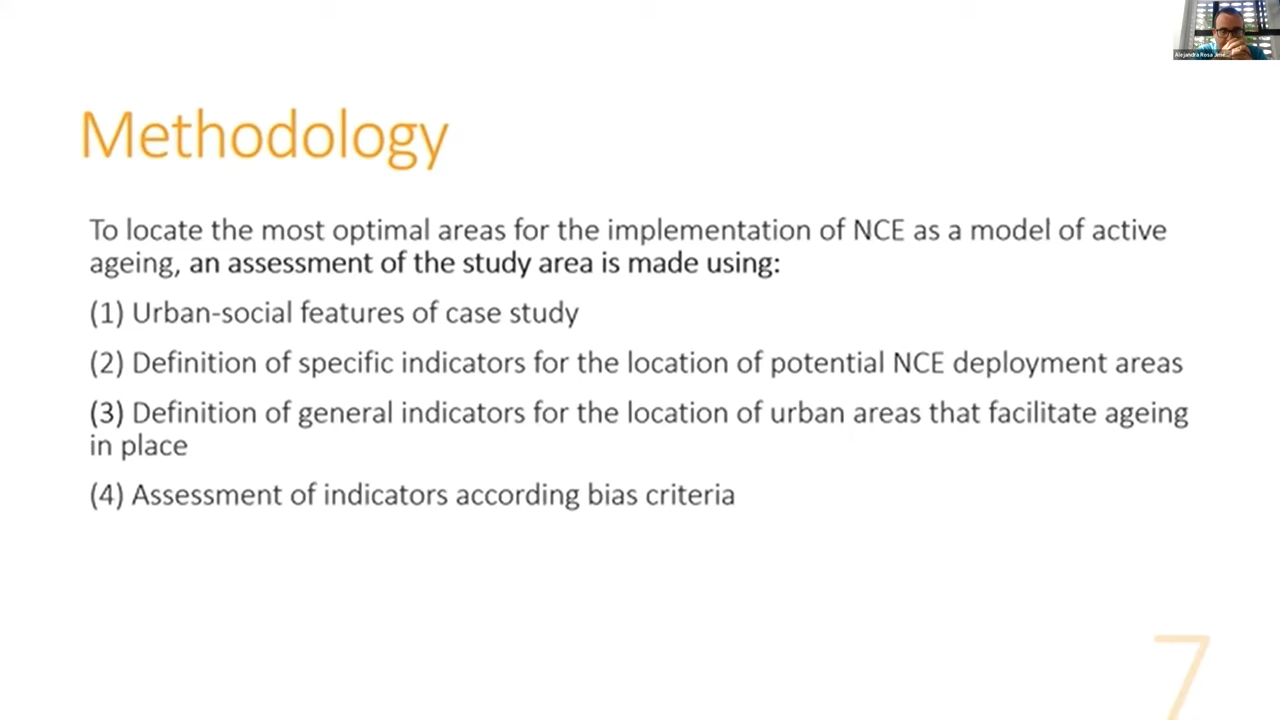 Alejandra Rosa
Methodology
To locate the most optimal areas for the implementation of NCE as a model of active
ageing, an assessment of the study area is made using:
(1) Urban-social features of case study
(2) Definition of specific indicators for the location of potential NCE deployment areas
(3) Definition of general indicators for the location of urban areas that facilitate ageing
in place
(4) Assessment of indicators according bias criteria
7